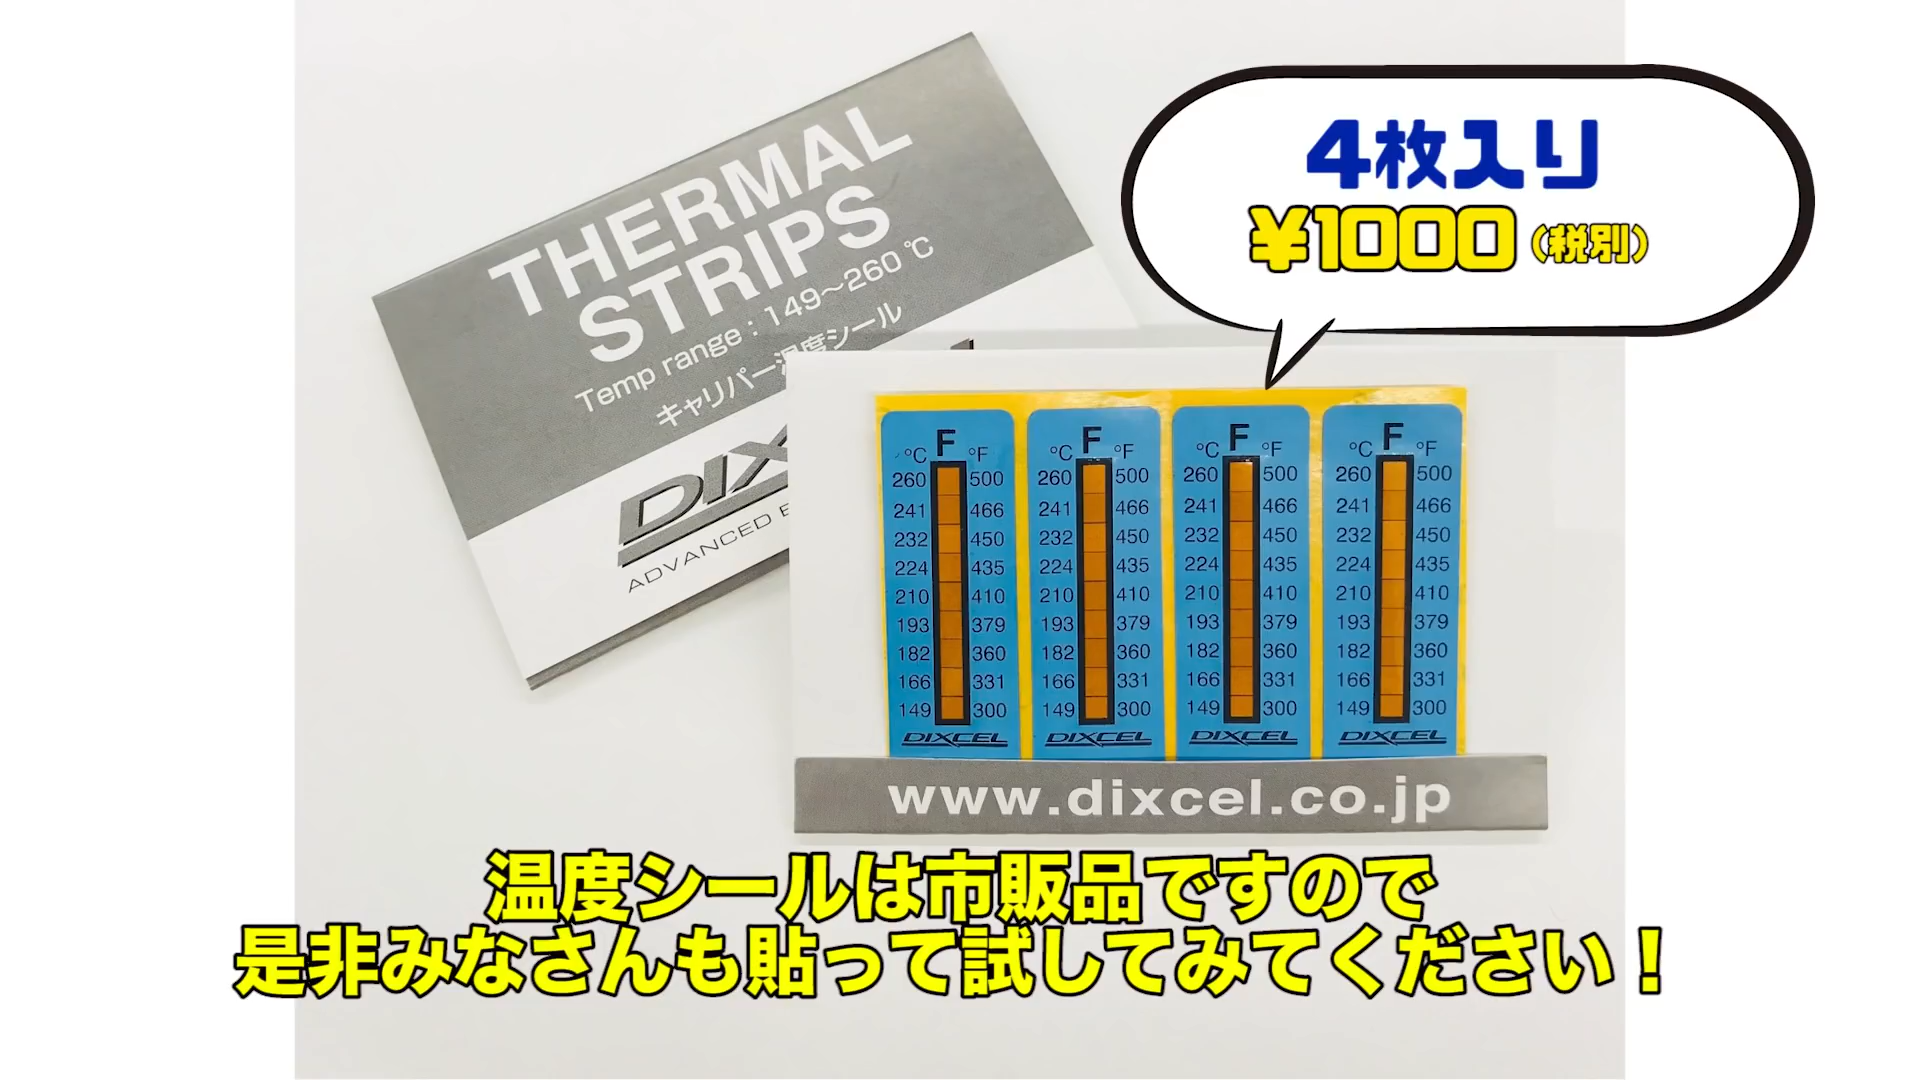 THERMAL
STRIPS
Temp range : 149～260 ℃
キャリパー温度シール
DIX
ADVANCED
4枚入り
¥1000（税別）
F
°C °F
260 500
241 466
232 450
224 435
210 410
193 379
182 360
166 331
149 300
DIXCEL
F
°C °F
260 500
241 466
232 450
224 435
210 410
193 379
182 360
166 331
149 300
DIXCEL
F
°C °F
260 500
241 466
232 450
224 435
210 410
193 379
182 360
166 331
149 300
DIXCEL
F
°C °F
260 500
241 466
232 450
224 435
210 410
193 379
182 360
166 331
149 300
DIXCEL
www.dixcel.co.jp
温度シールは市販品ですので
是非みなさんも貼って試してみてください！